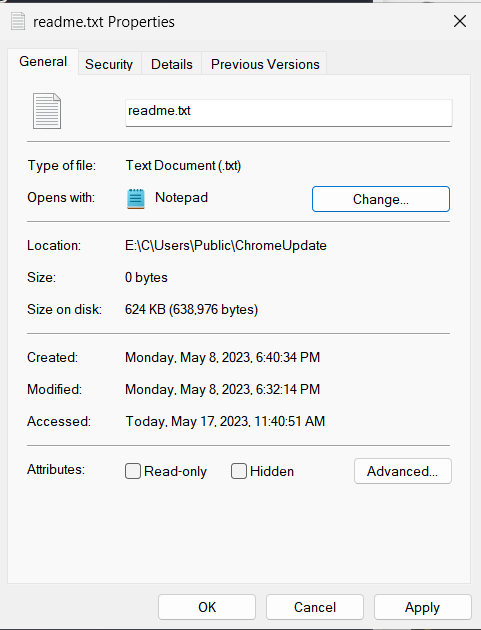 readme.txt Properties
General Security Details Previous Versions
readme.txt
Type of file: Text Document (.txt)
Opens with: Notepad Change...
Location: E:\C\Users\Public\ChromeUpdate
Size: 0 bytes
Size on disk: 624 KB (638,976 bytes)
Created: Monday, May 8, 2023, 6:40:34 PM
Modified: Monday, May 8, 2023, 6:32:14 PM
Accessed: Today, May 17, 2023, 11:40:51 AM
Attributes: Read-only Hidden Advanced...
OK Cancel Apply